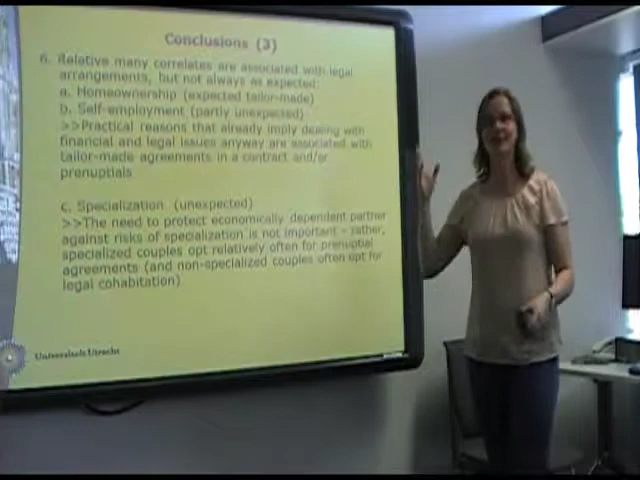 Conclusions (3)
6. Relative many correlates are associated with legal
arrangements, but not always as expected:
a. Homeownership (expected tailor-made)
b. Self-employment (partly unexpected)
>>Practical reasons that already imply dealing with
financial and legal issues anyway are associated with
tailor-made agreements in a contract and/or
prenuptials
c. Specialization (unexpected)
>>The need to protect economically dependent partner
against risks of specialization is not important – rather,
specialized couples opt relatively often for prenuptial
agreements (and non-specialized couples often opt for
legal cohabitation)
Universiteit Utrecht